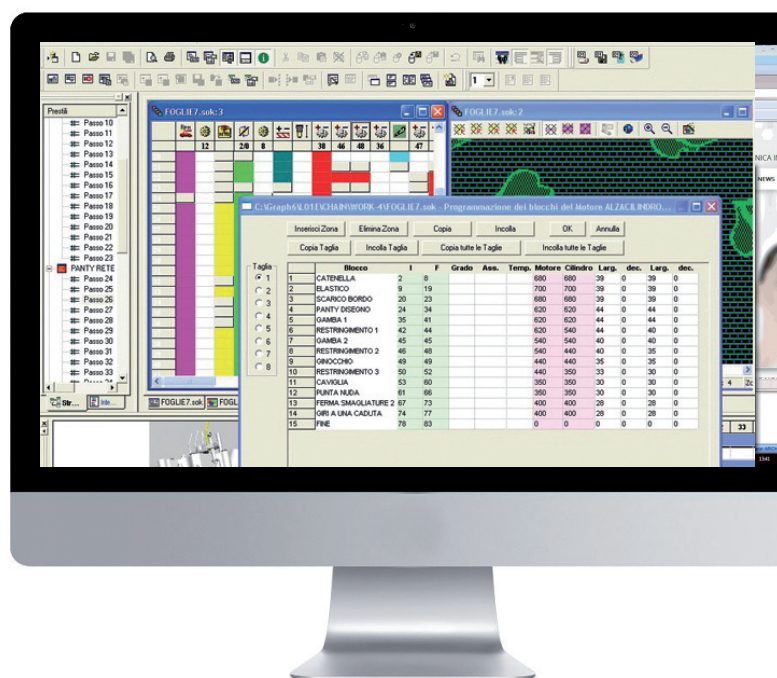 1
Prestà
Passo 10
Passo 11
Passo 12
Passo 13
Passo 14
Passo 15
Passo 16
Passo 17
Passo 18
Passo 19
Passo 20
Passo 21
Passo 22
Passo 23
PANTY RETE
Passo 24
Passo 25
Passo 26
Passo 27
Passo 28
Passo 29
Passo 30
Passo 31
Passo 32
Passo 33
Str...
Inte...
FOGLIE7.sok:3
12 2/0 8 38 46 48 36 47
FOGLIE7.sok:2
NICA I
NEWS
C:\Graph6\LO1E\CHAIN\WORK-4\FOGLIE7.sok - Programmazione dei blocchi del Motore ALZACILINDRO...
Inserisci Zona Elimina Zona Copia Incolla OK Annulla
Copia Taglia Incolla Taglia Copia tutte le Taglie Incolla tutte le Taglie
Taglia
1
2
3
4
5
6
7
8
Blocco I F Grado Ass. Temp. Motore Cilindro Larg. dec. Larg. dec.
1 CATENELLA 2 8 680 680 39 0 39 0
2 ELASTICO 9 19 700 700 39 0 39 0
3 SCARICO BORDO 20 23 680 680 39 0 39 0
4 PANTY DISEGNO 24 34 620 620 44 0 44 0
5 GAMBA 1 35 41 620 620 44 0 44 0
6 RESTRINGIMENTO 1 42 44 620 540 44 0 40 0
7 GAMBA 2 45 45 540 540 40 0 40 0
8 RESTRINGIMENTO 2 46 48 540 440 40 0 35 0
9 GINOCCHIO 49 49 440 440 35 0 35 0
10 RESTRINGIMENTO 3 50 52 440 350 33 0 30 0
11 CAVIGLIA 53 60 350 350 30 0 30 0
12 PUNTA NUDA 61 66 350 350 30 0 30 0
13 FERMA SMAGLIATURE 2 67 73 400 400 28 0 28 0
14 GIRI A UNA CADUTA 74 77 400 400 28 0 28 0
15 FINE 78 83 0 0 0 0 0 0
FOGLIE7.sok
FOGL
4
33
13:41